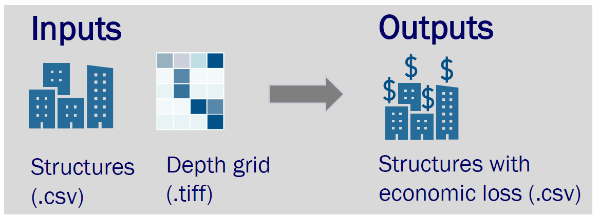 Inputs
Outputs
$ $ $ $
Structures
(.csv)
Depth grid
(.tiff)
Structures with
economic loss (.csv)